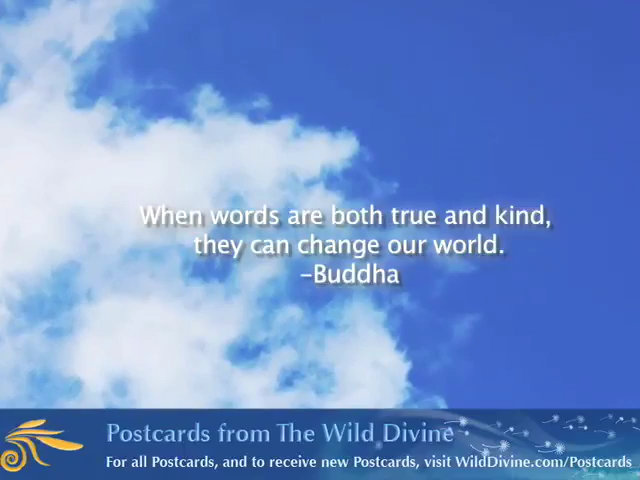 When words are both true and kind,
they can change our world.
–Buddha
Postcards from The Wild Divine
For all Postcards, and to receive new Postcards, visit WildDivine.com/Postcards